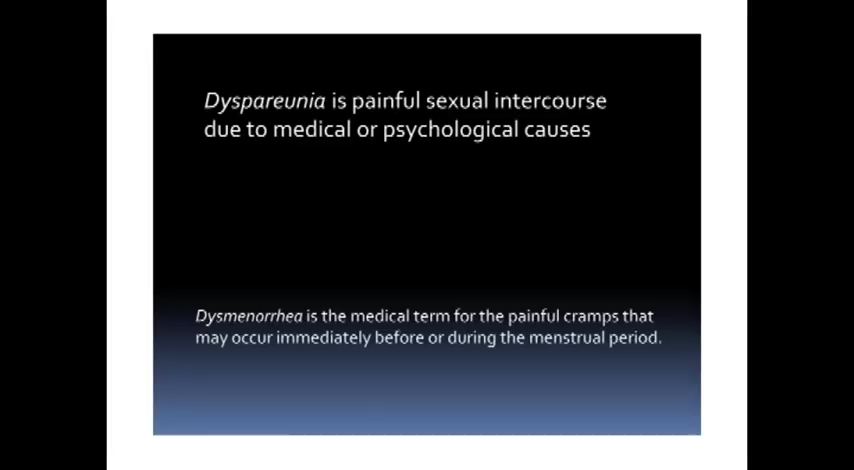 Dyspareunia is painful sexual intercourse
due to medical or psychological causes
Dysmenorrhea is the medical term for the painful cramps that
may occur immediately before or during the menstrual period.